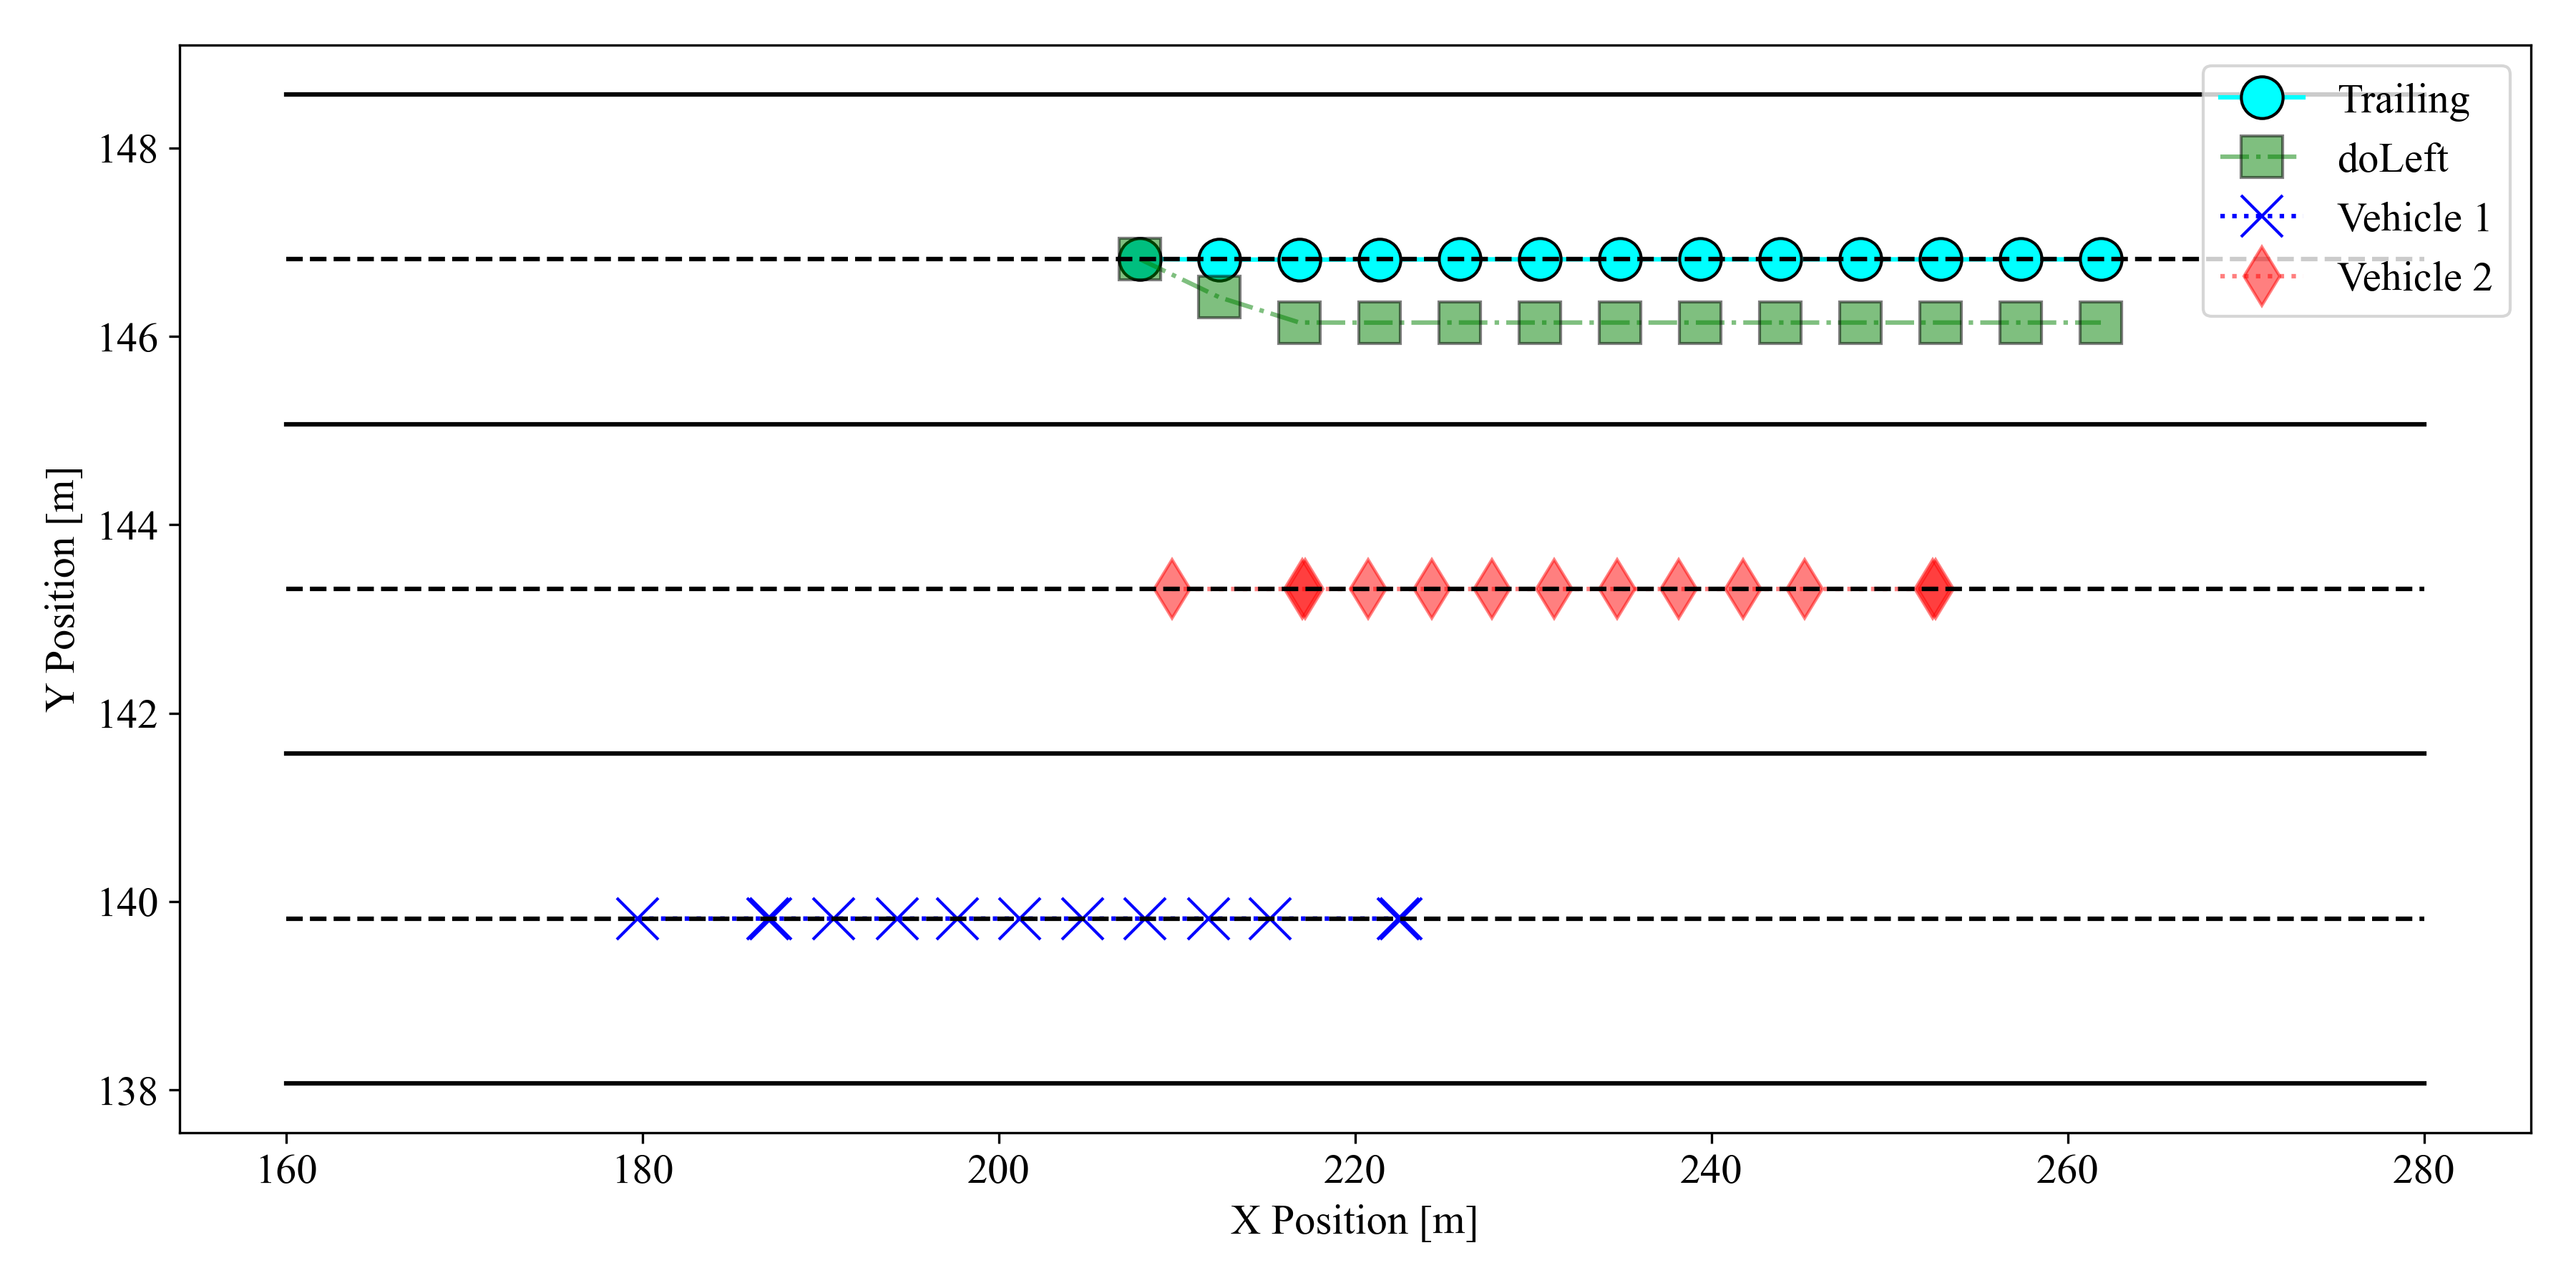 Trailing
doLeft
Vehicle 1
Vehicle 2
148
146
144
142
140
138
Y Position [m]
160 180 200 220 240 260 280
X Position [m]